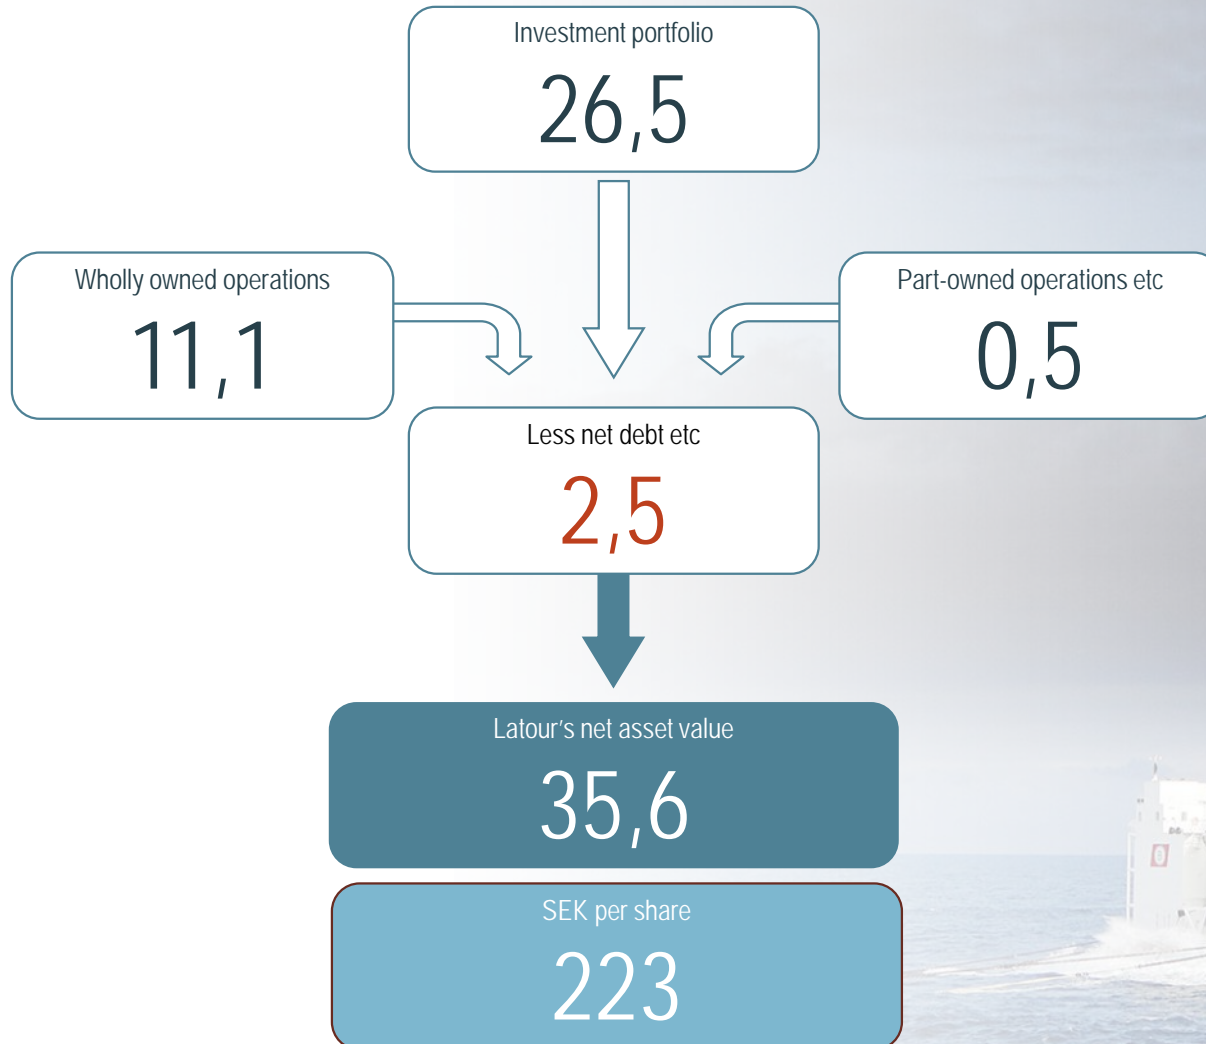 Investment portfolio
26,5
Wholly owned operations
11,1
Part-owned operations etc
0,5
Less net debt etc
2,5
Latour’s net asset value
35,6
SEK per share
223